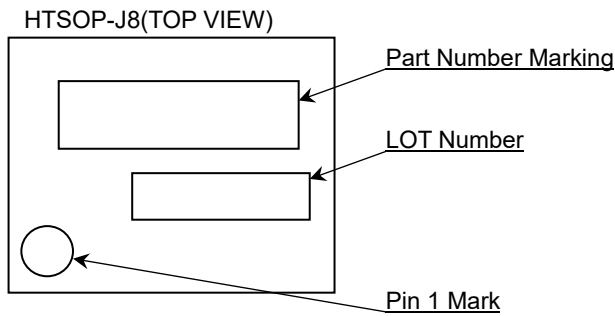 HTSOP-J8(TOP VIEW)
Part Number Marking
LOT Number
Pin 1 Mark